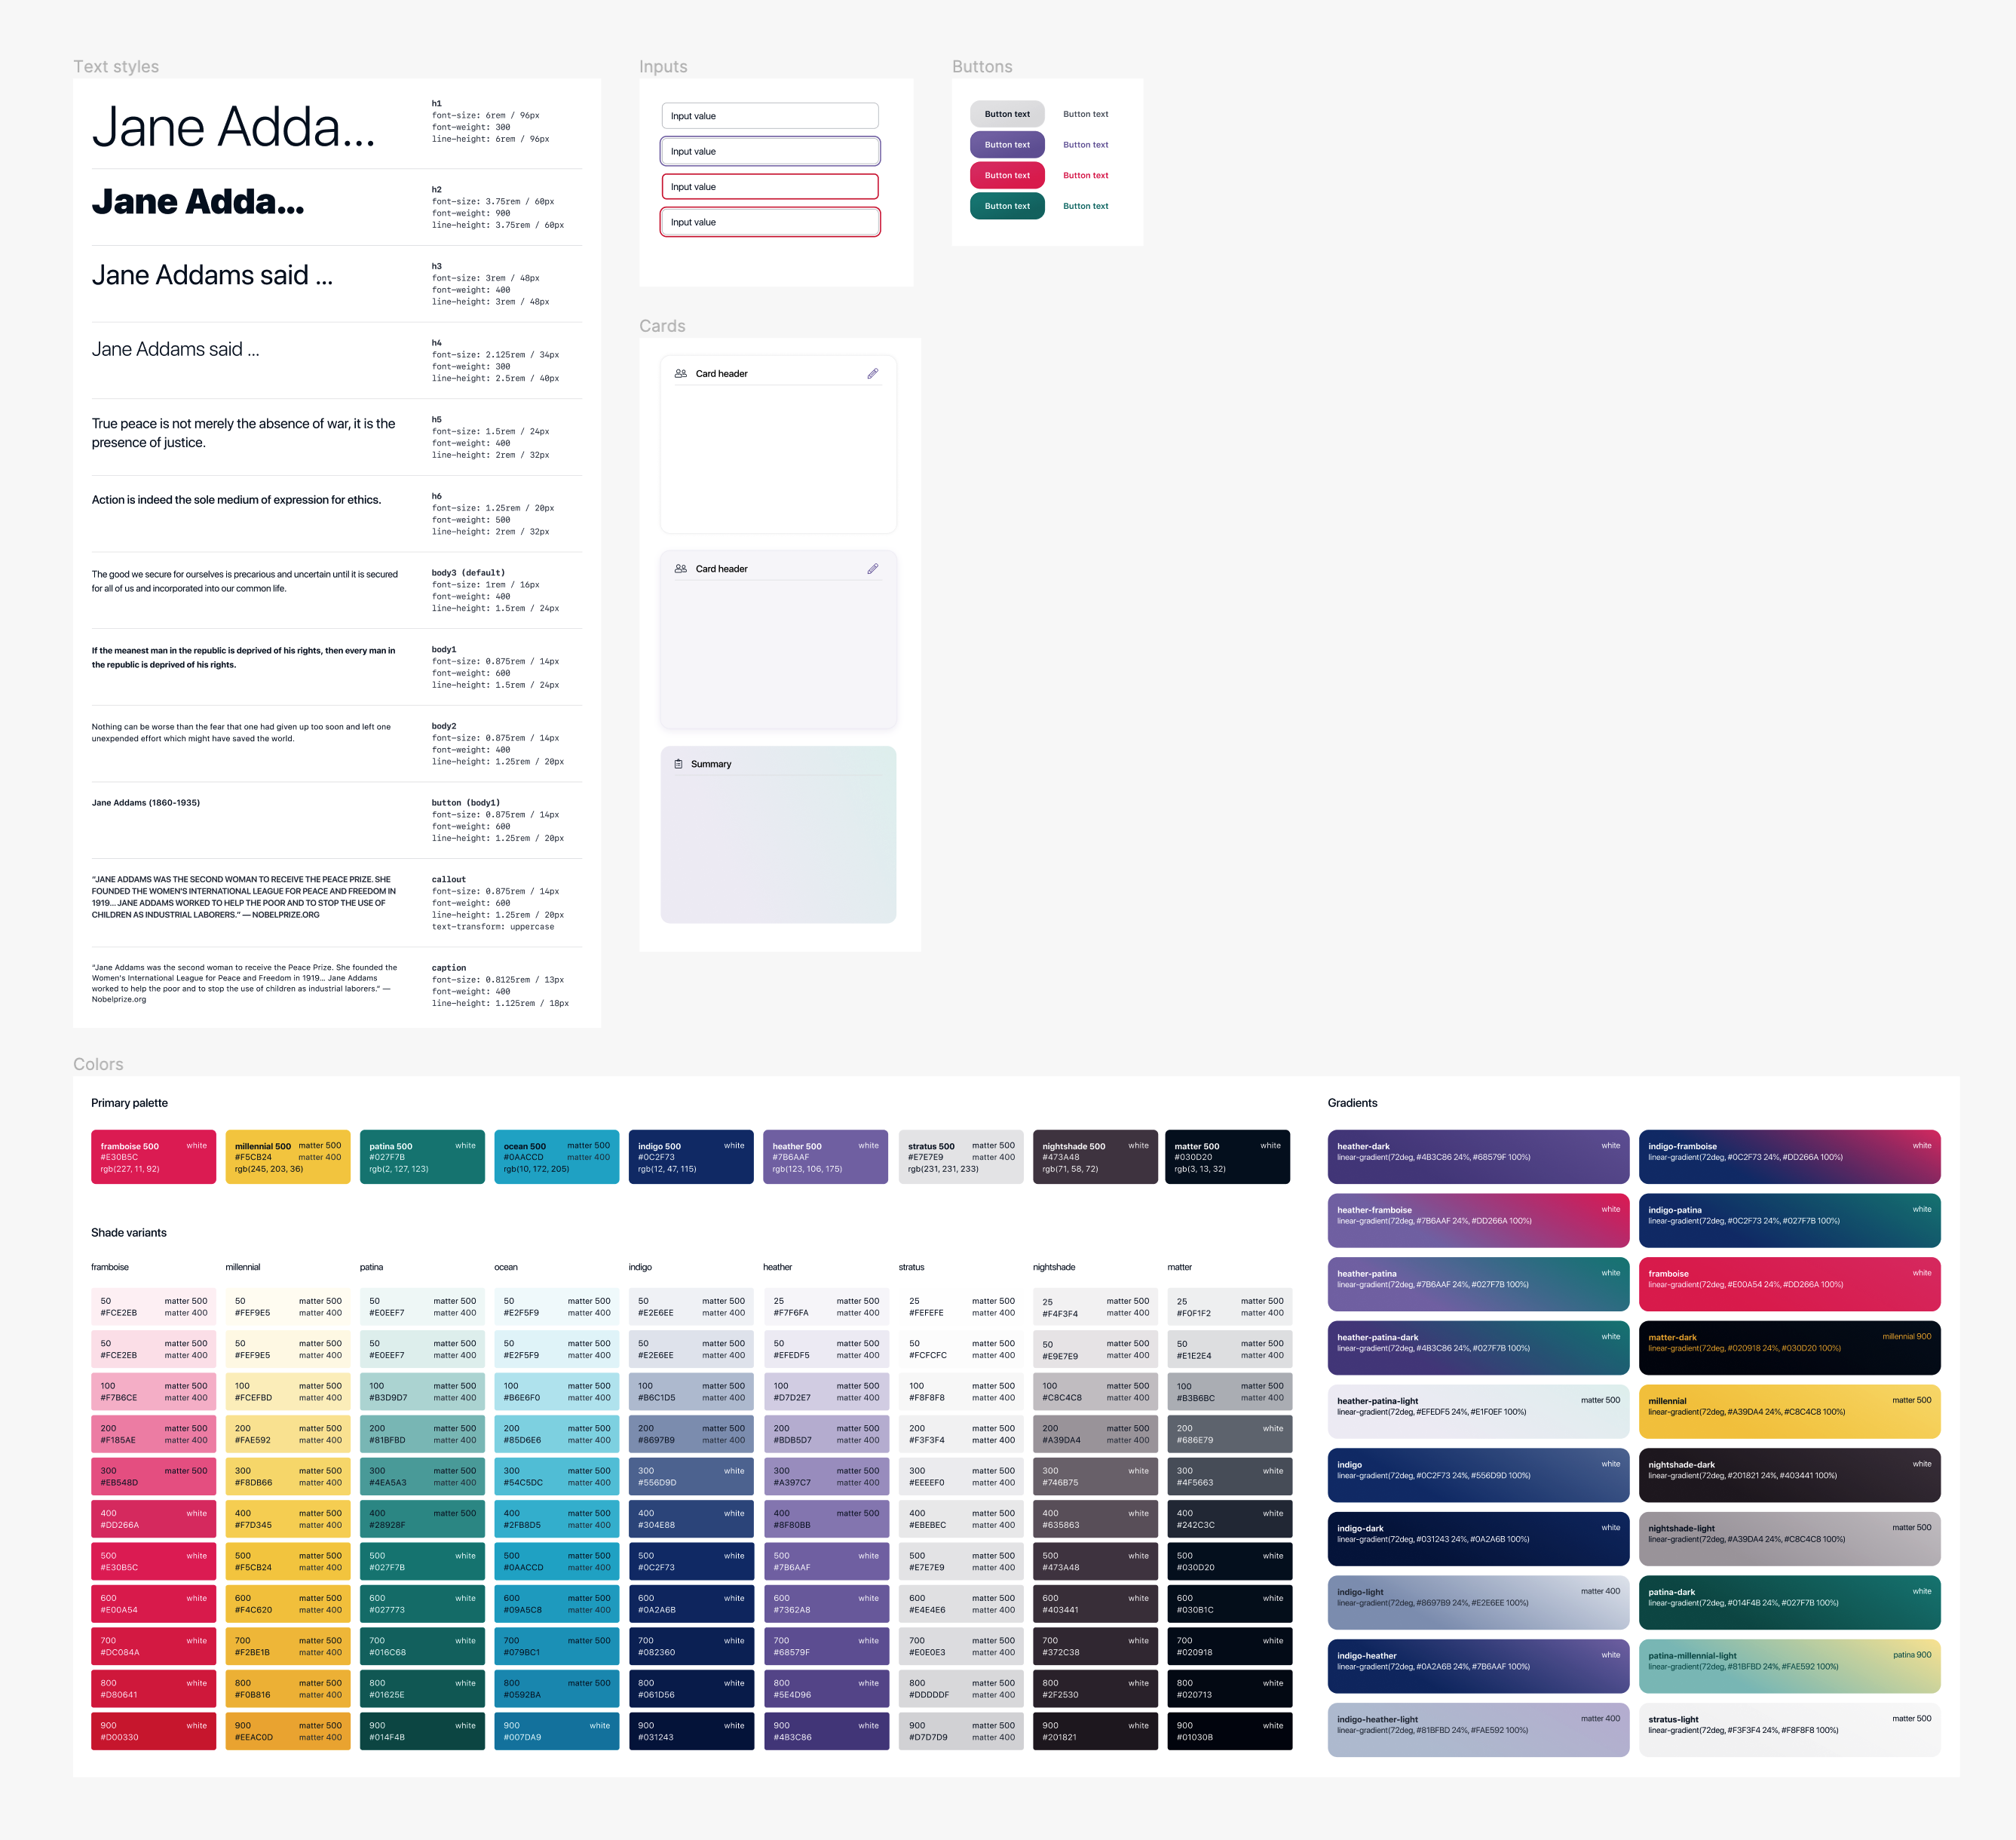 Text styles
Jane Adda...
h1
font-size: 6rem / 96px
font-weight: 300
line-height: 6rem / 96px
Jane Adda...
h2
font-size: 3.75rem / 60px
font-weight: 900
line-height: 3.75rem / 60px
Jane Addams said ...
h3
font-size: 3rem / 48px
font-weight: 400
line-height: 3rem / 48px
Jane Addams said ...
h4
font-size: 2.125rem / 34px
font-weight: 300
line-height: 2.5rem / 40px
True peace is not merely the absence of war, it is the
presence of justice.
h5
font-size: 1.5rem / 24px
font-weight: 400
line-height: 2rem / 32px
Action is indeed the sole medium of expression for ethics.
h6
font-size: 1.25rem / 20px
font-weight: 500
line-height: 2rem / 32px
The good we secure for ourselves is precarious and uncertain until it is secured
for all of us and incorporated into our common life.
body3 (default)
font-size: 1rem / 16px
font-weight: 400
line-height: 1.5rem / 24px
If the meanest man in the republic is deprived of his rights, then every man in
the republic is deprived of his rights.
body1
font-size: 0.875rem / 14px
font-weight: 600
line-height: 1.5rem / 24px
Nothing can be worse than the fear that one had given up too soon and left one
unexpended effort which might have saved the world.
body2
font-size: 0.875rem / 14px
font-weight: 400
line-height: 1.25rem / 20px
Jane Addams (1860-1935)
button (body1)
font-size: 0.875rem / 14px
font-weight: 600
line-height: 1.25rem / 20px
“JANE ADDAMS WAS THE SECOND WOMAN TO RECEIVE THE PEACE PRIZE. SHE
FOUNDED THE WOMEN'S INTERNATIONAL LEAGUE FOR PEACE AND FREEDOM IN
1919... JANE ADDAMS WORKED TO HELP THE POOR AND TO STOP THE USE OF
CHILDREN AS INDUSTRIAL LABORERS.” — NOBELPRIZE.ORG
callout
font-size: 0.875rem / 14px
font-weight: 600
line-height: 1.25rem / 20px
text-transform: uppercase
“Jane Addams was the second woman to receive the Peace Prize. She founded the
Women's International League for Peace and Freedom in 1919... Jane Addams
worked to help the poor and to stop the use of children as industrial laborers.” —
Nobelprize.org
caption
font-size: 0.8125rem / 13px
font-weight: 400
line-height: 1.125rem / 18px
Inputs
Input value
Input value
Input value
Input value
Buttons
Button text Button text
Button text Button text
Button text Button text
Button text Button text
Cards
Card header
Card header
Summary
Colors
Primary palette
framboise 500 white
#E30B5C
rgb(227, 11, 92)
millennial 500 matter 500
#F5CB24 matter 400
rgb(245, 203, 36)
patina 500 white
#027F7B
rgb(2, 127, 123)
ocean 500 matter 500
#0AACCD matter 400
rgb(10, 172, 205)
indigo 500 white
#0C2F73
rgb(12, 47, 115)
heather 500 white
#7B6AAF
rgb(123, 106, 175)
stratus 500 matter 500
#E7E7E9 matter 400
rgb(231, 231, 233)
nightshade 500 white
#473A48
rgb(71, 58, 72)
matter 500 white
#030D20
rgb(3, 13, 32)
Shade variants
framboise
50 matter 500
#FCE2EB matter 400
50 matter 500
#FCE2EB matter 400
100 matter 500
#F7B6CE matter 400
200 matter 500
#F185AE matter 400
300 matter 500
#EB548D
400 white
#DD266A
500 white
#E30B5C
600 white
#E00A54
700 white
#DC084A
800 white
#D80641
900 white
#D00330
millennial
50 matter 500
#FEF9E5 matter 400
50 matter 500
#FEF9E5 matter 400
100 matter 500
#FCEFBD matter 400
200 matter 500
#FAE592 matter 400
300 matter 500
#F8DB66 matter 400
400 matter 500
#F7D345 matter 400
500 matter 500
#F5CB24 matter 400
600 matter 500
#F4C620 matter 400
700 matter 500
#F2BE1B matter 400
800 matter 500
#F0B816 matter 400
900 matter 500
#EEAC0D matter 400
patina
50 matter 500
#E0EEF7 matter 400
50 matter 500
#E0EEF7 matter 400
100 matter 500
#B3D9D7 matter 400
200 matter 500
#81BFBD matter 400
300 matter 500
#4EA5A3 matter 400
400 matter 500
#28928F
500 white
#027F7B
600 white
#027773
700 white
#016C68
800 white
#01625E
900 white
#014F4B
ocean
50 matter 500
#E2F5F9 matter 400
50 matter 500
#E2F5F9 matter 400
100 matter 500
#B6E6F0 matter 400
200 matter 500
#85D6E6 matter 400
300 matter 500
#54C5DC matter 400
400 matter 500
#2FB8D5 matter 400
500 matter 500
#0AACCD matter 400
600 matter 500
#09A5C8 matter 400
700 matter 500
#079BC1
800 matter 500
#0592BA
900 white
#007DA9
indigo
50 matter 500
#E2E6EE matter 400
50 matter 500
#E2E6EE matter 400
100 matter 500
#B6C1D5 matter 400
200 matter 500
#8697B9 matter 400
300 white
#556D9D
400 white
#304E88
500 white
#0C2F73
600 white
#0A2A6B
700 white
#082360
800 white
#061D56
900 white
#031243
heather
25 matter 500
#F7F6FA matter 400
50 matter 500
#EFEDF5 matter 400
100 matter 500
#D7D2E7 matter 400
200 matter 500
#BDB5D7 matter 400
300 matter 500
#A397C7 matter 400
400 matter 500
#8F80BB
500 white
#7B6AAF
600 white
#7362A8
700 white
#68579F
800 white
#5E4D96
900 white
#4B3C86
stratus
25 matter 500
#FEFEFE matter 400
50 matter 500
#FCFCFC matter 400
100 matter 500
#F8F8F8 matter 400
200 matter 500
#F3F3F4 matter 400
300 matter 500
#EEEEF0 matter 400
400 matter 500
#EBEBEC matter 400
500 matter 500
#E7E7E9 matter 400
600 matter 500
#E4E4E6 matter 400
700 matter 500
#E0E0E3 matter 400
800 matter 500
#DDDDDF matter 400
900 matter 500
#D7D7D9 matter 400
nightshade
25 matter 500
#F4F3F4 matter 400
50 matter 500
#E9E7E9 matter 400
100 matter 500
#C8C4C8 matter 400
200 matter 500
#A39DA4 matter 400
300 white
#746B75
400 white
#635863
500 white
#473A48
600 white
#403441
700 white
#372C38
800 white
#2F2530
900 white
#201821
matter
25 matter 500
#F0F1F2 matter 400
50 matter 500
#E1E2E4 matter 400
100 matter 500
#B3B6BC matter 400
200 white
#686E79
300 white
#4F5663
400 white
#242C3C
500 white
#030D20
600 white
#030B1C
700 white
#020918
800 white
#020713
900 white
#01030B
Gradients
heather-dark white
linear-gradient(72deg, #4B3C86 24%, #68579F 100%)
indigo-framboise white
linear-gradient(72deg, #0C2F73 24%, #DD266A 100%)
heather-framboise white
linear-gradient(72deg, #7B6AAF 24%, #DD266A 100%)
indigo-patina white
linear-gradient(72deg, #0C2F73 24%, #027F7B 100%)
heather-patina white
linear-gradient(72deg, #7B6AAF 24%, #027F7B 100%)
framboise white
linear-gradient(72deg, #E00A54 24%, #DD266A 100%)
heather-patina-dark white
linear-gradient(72deg, #4B3C86 24%, #027F7B 100%)
matter-dark millennial 900
linear-gradient(72deg, #020918 24%, #030D20 100%)
heather-patina-light matter 500
linear-gradient(72deg, #EFEDF5 24%, #E1F0EF 100%)
millennial matter 500
linear-gradient(72deg, #A39DA4 24%, #C8C4C8 100%)
indigo white
linear-gradient(72deg, #0C2F73 24%, #556D9D 100%)
nightshade-dark white
linear-gradient(72deg, #201821 24%, #403441 100%)
indigo-dark white
linear-gradient(72deg, #031243 24%, #0A2A6B 100%)
nightshade-light matter 500
linear-gradient(72deg, #A39DA4 24%, #C8C4C8 100%)
indigo-light matter 400
linear-gradient(72deg, #8697B9 24%, #E2E6EE 100%)
patina-dark white
linear-gradient(72deg, #014F4B 24%, #027F7B 100%)
indigo-heather white
linear-gradient(72deg, #0A2A6B 24%, #7B6AAF 100%)
patina-millennial-light patina 900
linear-gradient(72deg, #81BFBD 24%, #FAE592 100%)
indigo-heather-light matter 400
linear-gradient(72deg, #81BFBD 24%, #FAE592 100%)
stratus-light matter 500
linear-gradient(72deg, #F3F3F4 24%, #F8F8F8 100%)